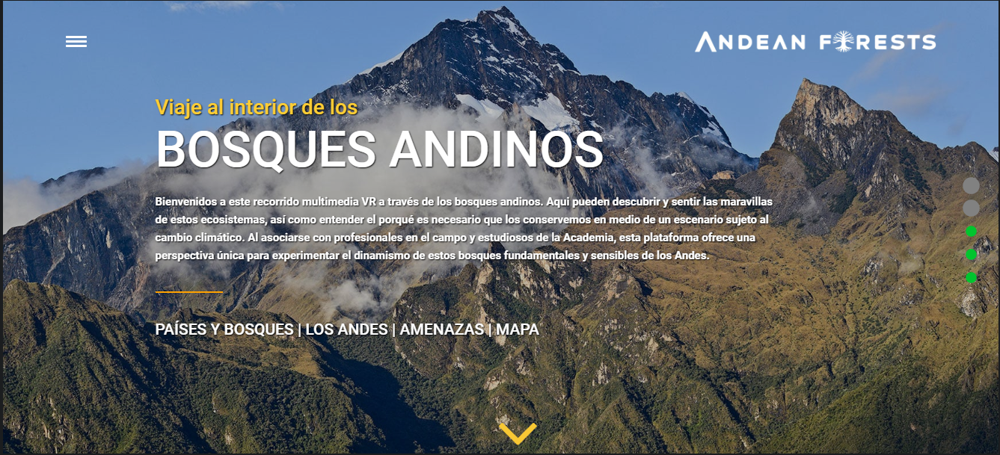 ANDEAN FORESTS
Viaje al interior de los
BOSQUES ANDINOS
Bienvenidos a este recorrido multimedia VR a través de los bosques andinos. Aqui pueden descubrir y sentir las maravillas
de estos ecosistemas, así como entender el porqué es necesario que los conservemos en medio de un escenario sujeto al
cambio climático. Al asociarse con profesionales en el campo y estudiosos de la Academia, esta plataforma ofrece una
perspectiva única para experimentar el dinamismo de estos bosques fundamentales y sensibles de los Andes.
PAÍSES Y BOSQUES | LOS ANDES | AMENAZAS | MAPA